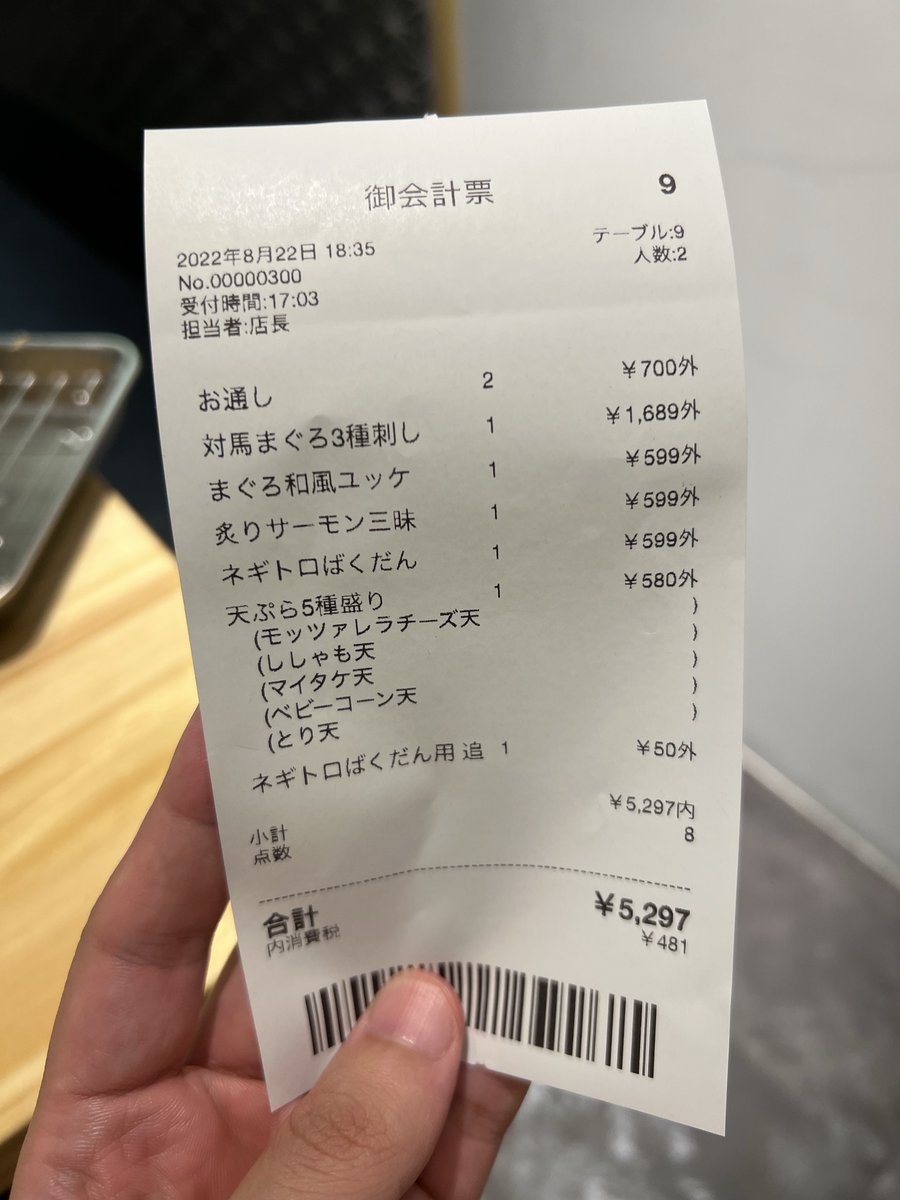 御会計票 9
2022年8月22日 18:35 テーブル:9
No.00000300 人数:2
受付時間:17:03
担当者:店長
お通し 2 ¥700外
対馬まぐろ3種刺し 1 ¥1,689外
まぐろ和風ユッケ 1 ¥599外
炙りサーモン三昧 1 ¥599外
ネギトロばくだん 1 ¥599外
天ぷら5種盛り 1 ¥580外
(モッツァレラチーズ天 )
(ししゃも天 )
(マイタケ天 )
(ベビーコーン天 )
(とり天 )
ネギトロばくだん用 追 1 ¥50外
小計 ¥5,297内
点数 8
合計 ¥5,297
内消費税 ¥481